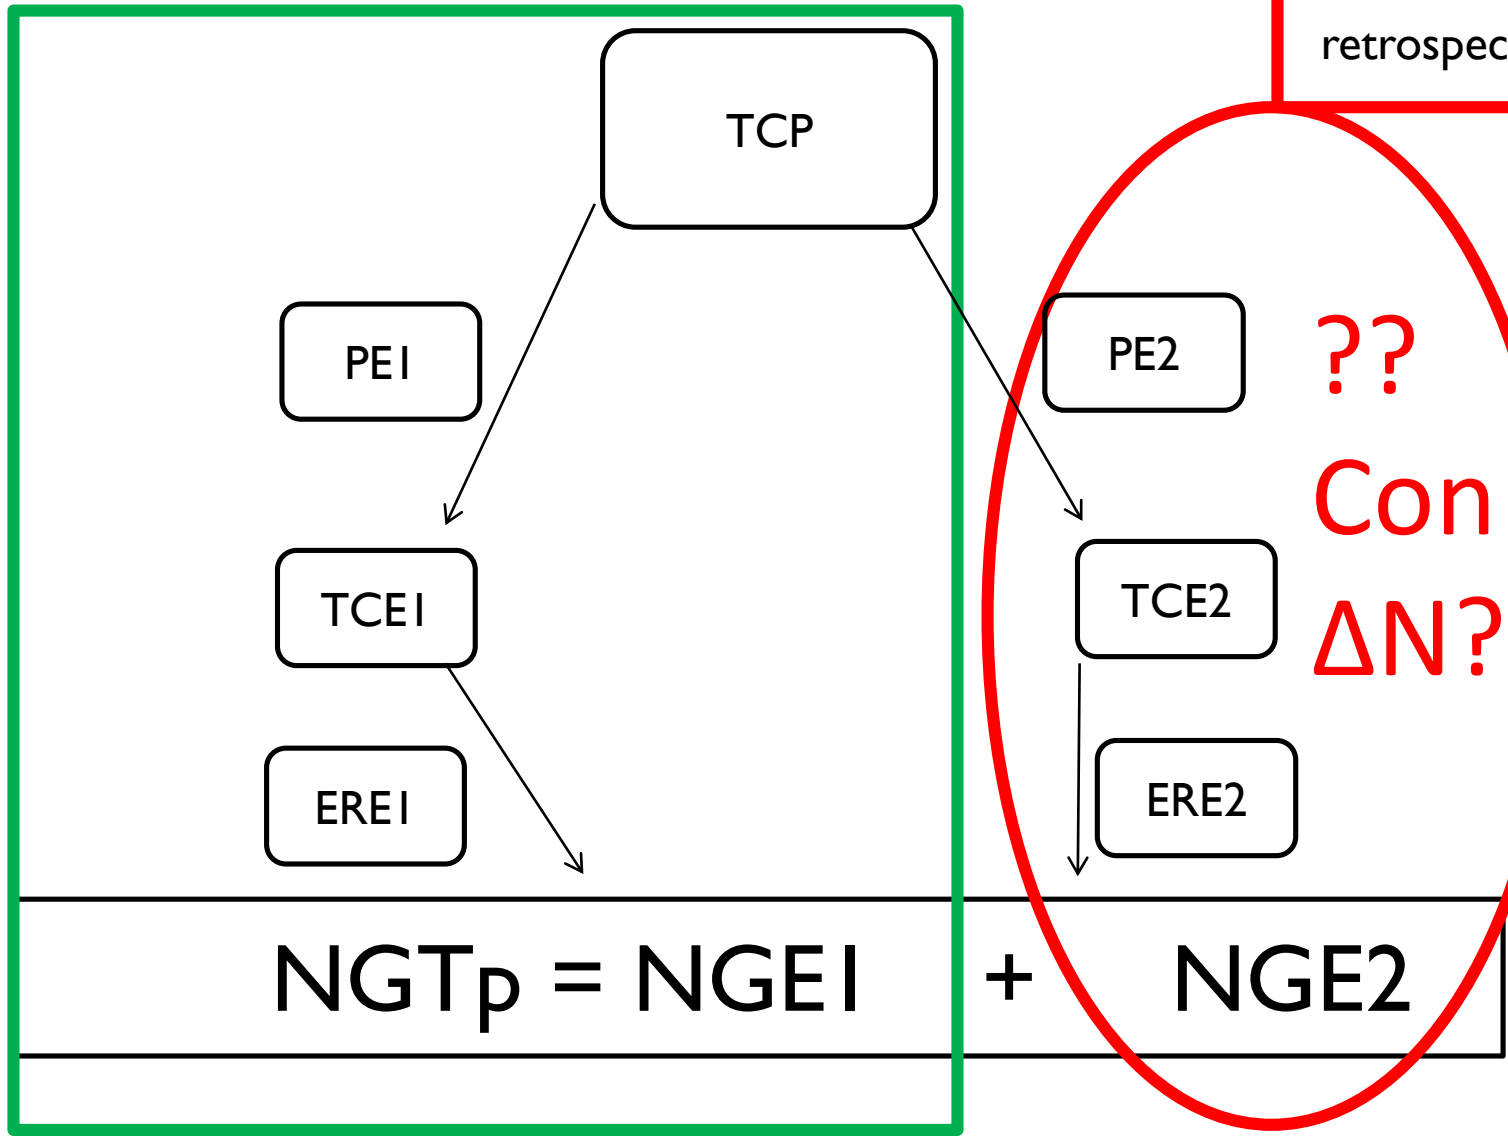 retrospec
TCP
PE1
PE2
??
Con
TCE1
TCE2
ΔN?
ERE1
ERE2
NGTp = NGE1 + NGE2